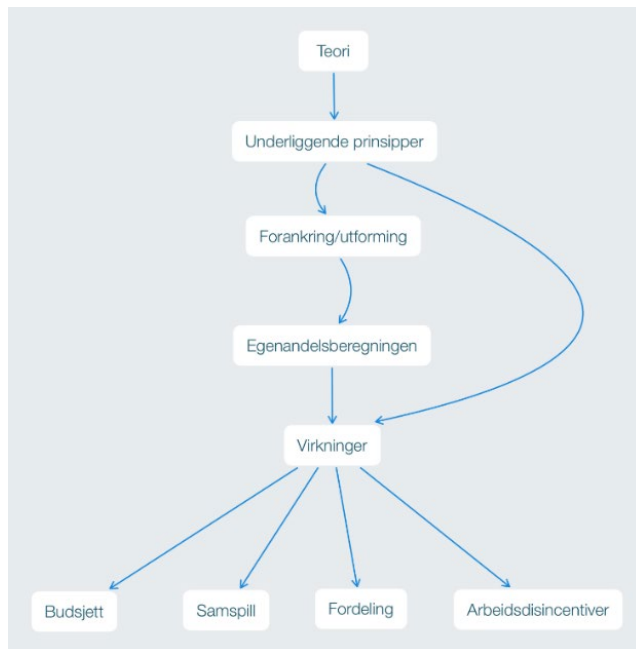 Teori
Underliggende prinsipper
Forankring/utforming
Egenandelsberegningen
Virkninger
Budsjett
Samspill
Fordeling
Arbeidsdisincentiver